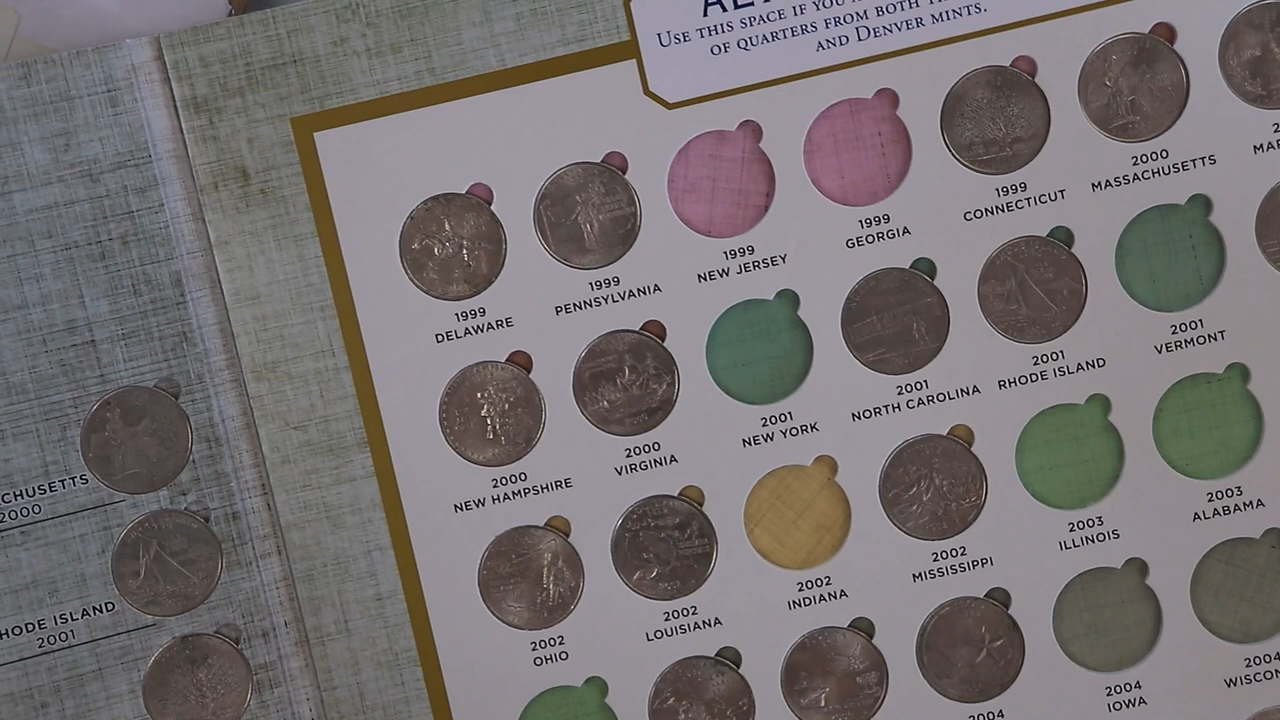 USE THIS SPACE IF YOU
OF QUARTERS FROM BOTH
AND DENVER MINTS.
1999
DELAWARE
1999
PENNSYLVANIA
1999
NEW JERSEY
1999
GEORGIA
1999
CONNECTICUT
2000
MASSACHUSETTS
2000
NEW HAMPSHIRE
2000
VIRGINIA
2001
NEW YORK
2001
NORTH CAROLINA
2001
RHODE ISLAND
2001
VERMONT
2002
OHIO
2002
LOUISIANA
2002
INDIANA
2002
MISSISSIPPI
2003
ILLINOIS
2003
ALABAMA
2004
2004
IOWA
2004
WISCON
CHUSETTS
2000
HODE ISLAND
2001